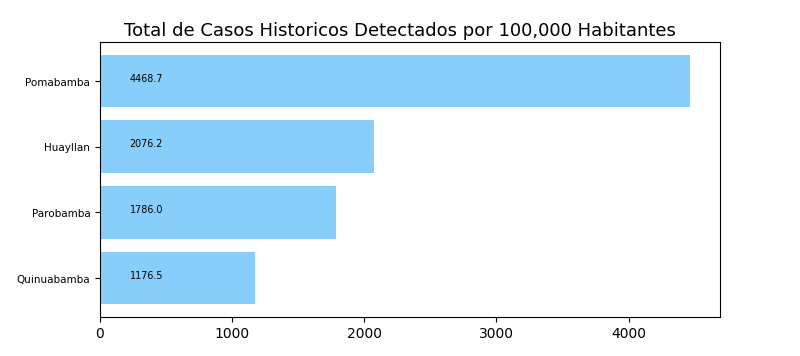 Total de Casos Historicos Detectados por 100,000 Habitantes
Pomabamba 4468.7
Huayllan 2076.2
Parobamba 1786.0
Quinuabamba 1176.5
0 1000 2000 3000 4000